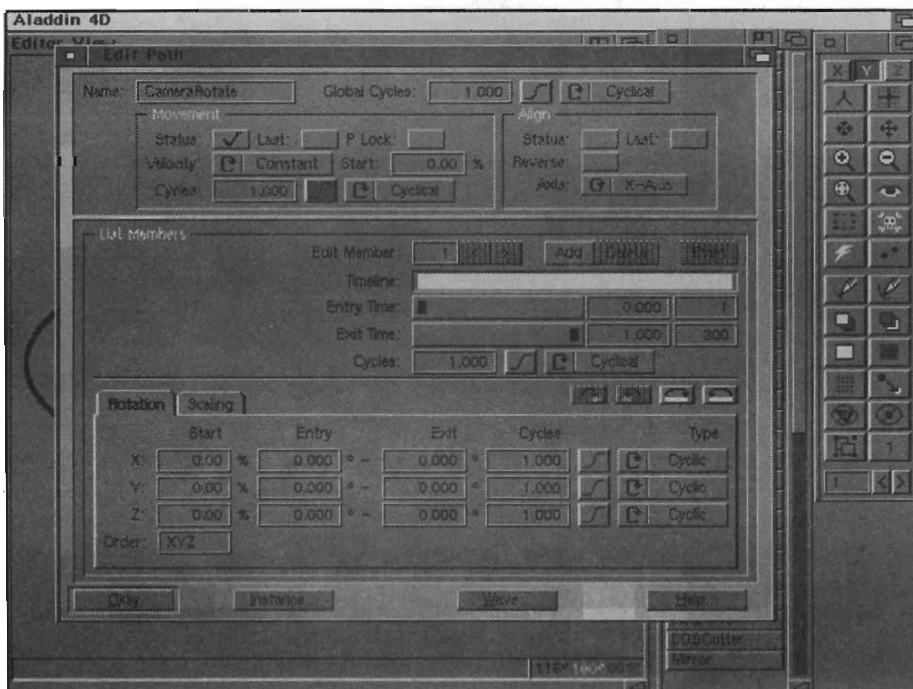 Aladdin 4D
Editor View
Edit Path
X Y Z
Name: CameraRotate Global Cycles: 1.000 Cyclical
Movement Align
Status: Last: P Lock: Status: Last:
Velocity: Constant Start: 0.00 % Reverse:
Cycles: 1.000 Cyclical Axis: X-Axis
List Members
Edit Member: 1 < > Add
Timeline:
Entry Time: 0.000 1
Exit Time: 1.000 300
Cycles: 1.000 Cyclical
Rotation Scaling
Start Entry Exit Cycles Type
X: 0.00 % 0.000 ° - 0.000 ° 1.000 Cyclic
Y: 0.00 % 0.000 ° - 0.000 ° 1.000 Cyclic
Z: 0.00 % 0.000 ° - 0.000 ° 1.000 Cyclic
Order: XYZ
1
1 < >
Okay Instance... Wave... Help...
COSCutter
Mirror